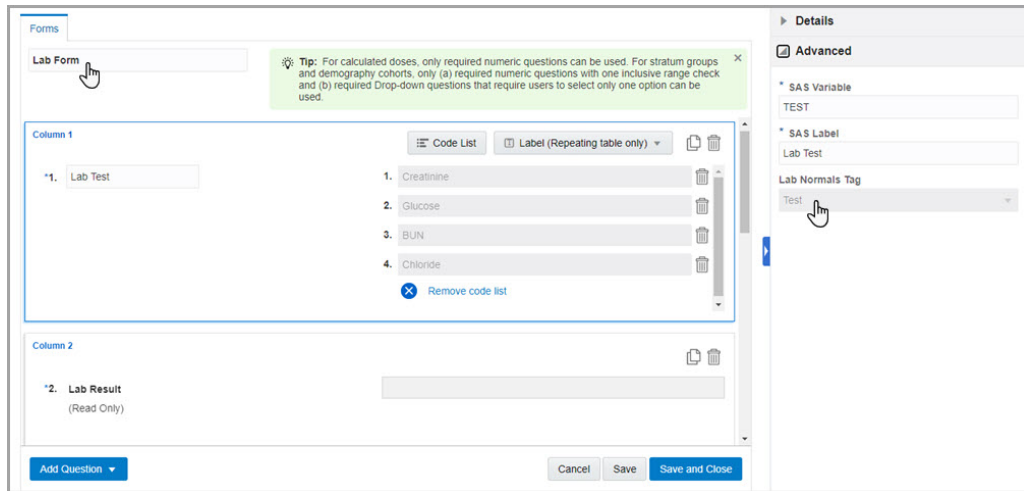 Forms
Lab Form
Tip: For calculated doses, only required numeric questions can be used. For stratum groups
and demography cohorts, only (a) required numeric questions with one inclusive range check
and (b) required Drop-down questions that require users to select only one option can be
used.
Column 1
Code List
Label (Repeating table only)
*1. Lab Test
1. Creatinine
2. Glucose
3. BUN
4. Chloride
Remove code list
Column 2
*2. Lab Result
(Read Only)
Add Question
Cancel
Save
Save and Close
Details
Advanced
* SAS Variable
TEST
* SAS Label
Lab Test
Lab Normals Tag
Test